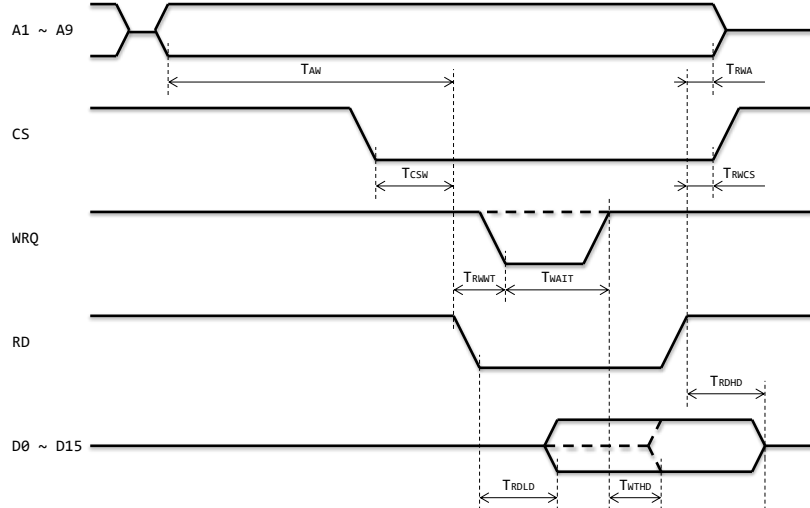 A1 ~ A9
TAW
TRWA
CS
TCSW
TRWCS
WRQ
TRWWT
TWAIT
RD
TRDHD
D0 ~ D15
TRDLD
TWTHD